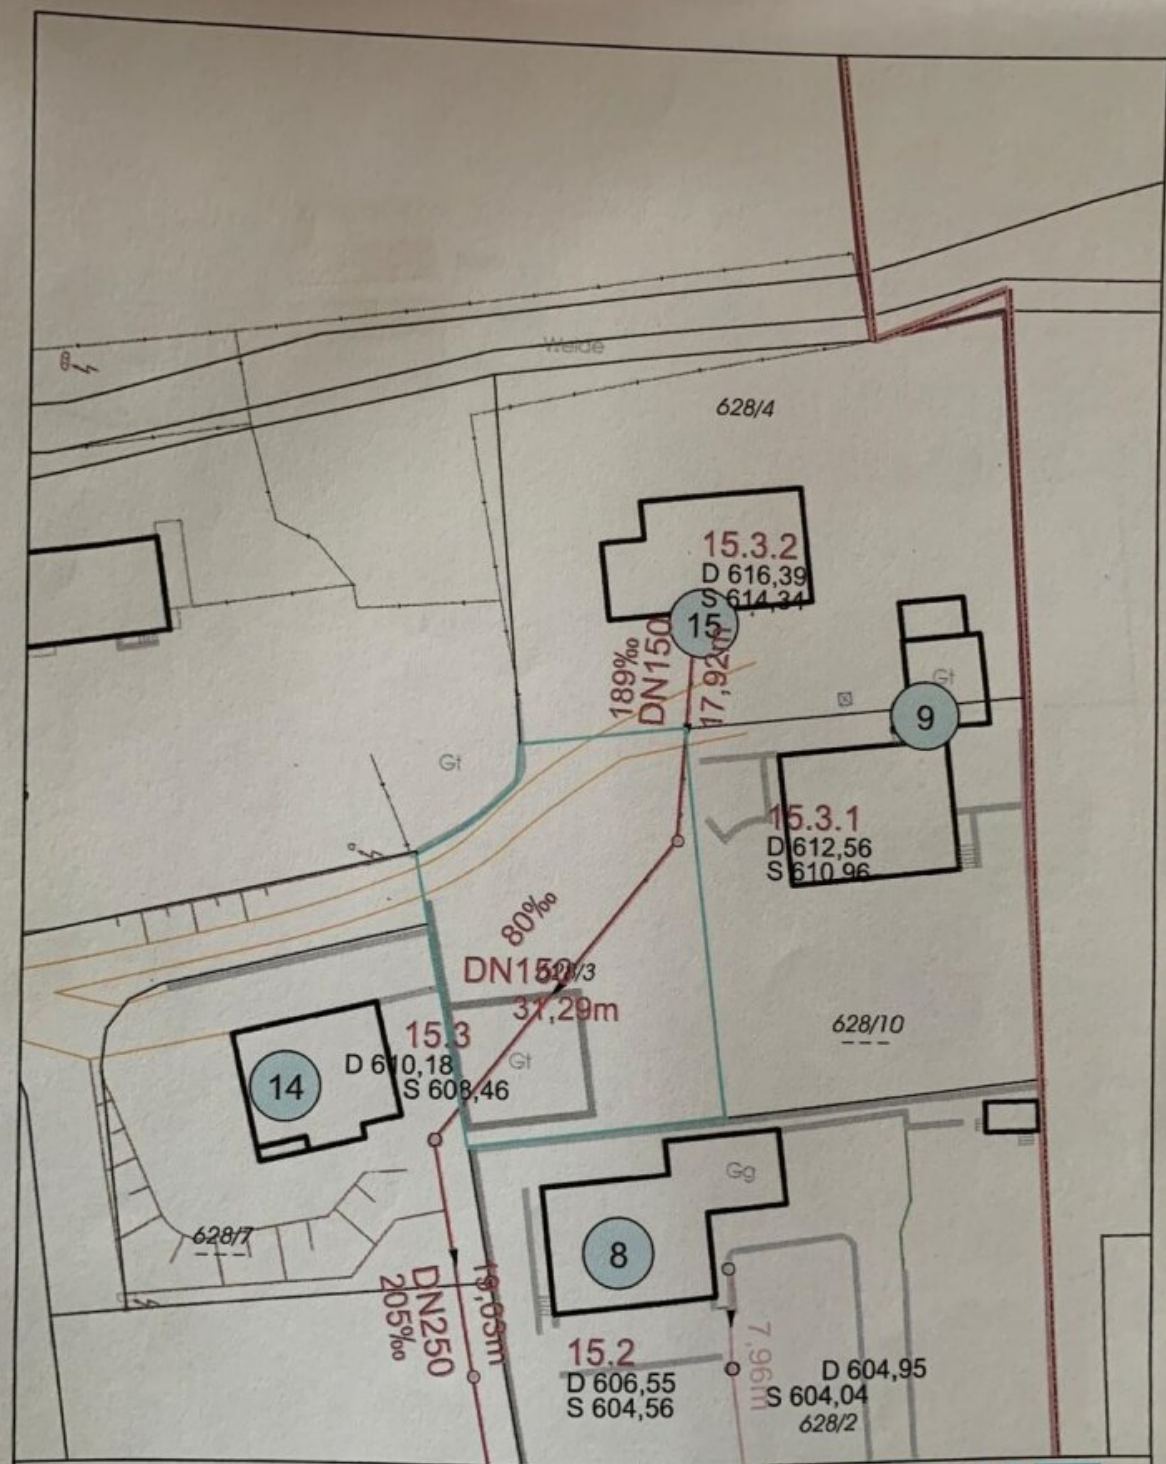 Weide
628/4
15.3.2
D 616,39
S 614,34
15
189‰
DN150
17,92m
Gt
9
Gt
15.3.1
D 612,56
S 610,96
80‰
DN150
628/3
31,29m
628/10
15.3
D 610,18
S 608,46
Gt
14
Gg
628/7
8
205‰
DN250
19,03m
15.2
D 606,55
S 604,56
7,96m
D 604,95
S 604,04
628/2